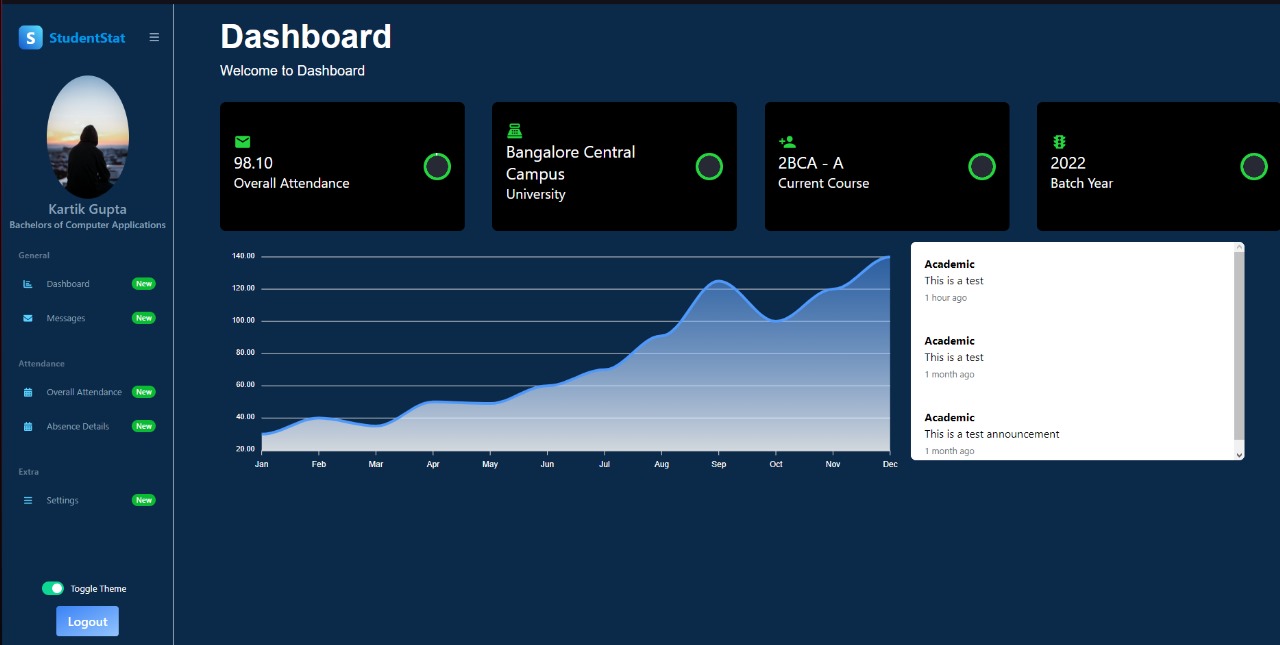 S StudentStat
Kartik Gupta
Bachelors of Computer Applications
General
Dashboard New
Messages New
Attendance
Overall Attendance New
Absence Details New
Extra
Settings New
Toggle Theme
Logout
Dashboard
Welcome to Dashboard
98.10
Overall Attendance
Bangalore Central
Campus
University
2BCA - A
Current Course
2022
Batch Year
140.00
120.00
100.00
80.00
60.00
40.00
20.00
Jan Feb Mar Apr May Jun Jul Aug Sep Oct Nov Dec
Academic
This is a test
1 hour ago
Academic
This is a test
1 month ago
Academic
This is a test announcement
1 month ago